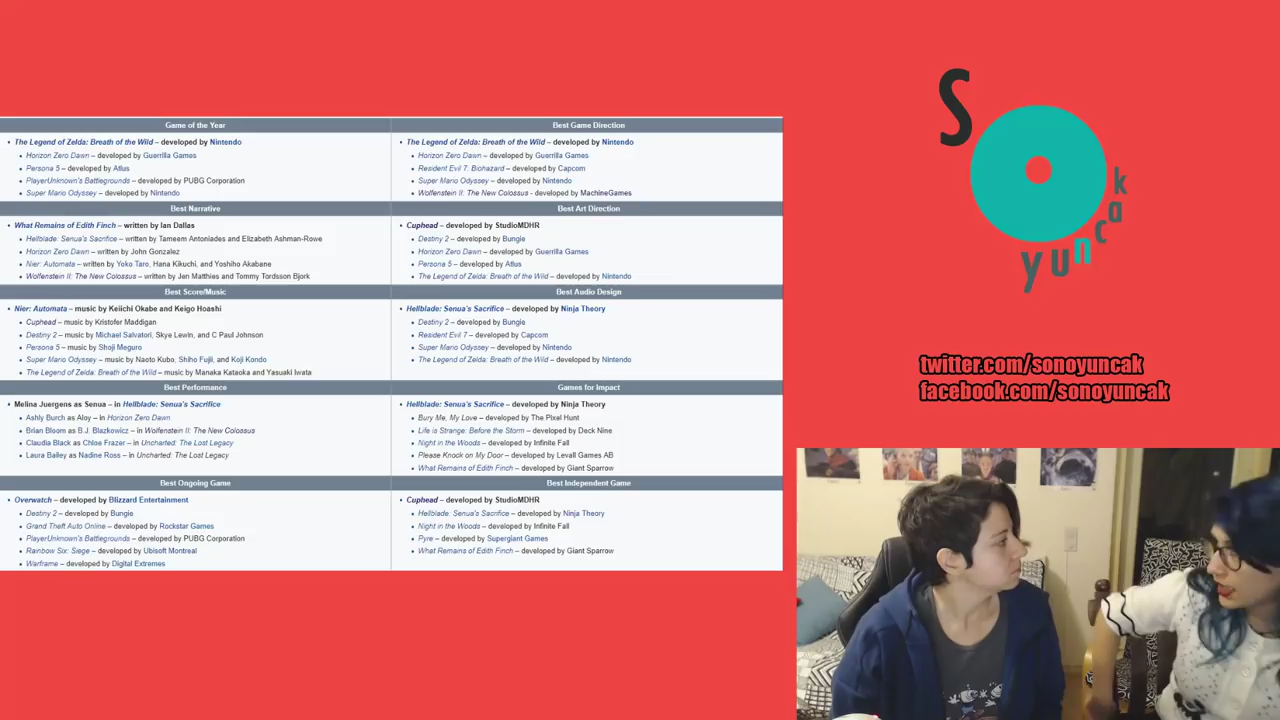 Game of the Year
The Legend of Zelda: Breath of the Wild – developed by Nintendo
Horizon Zero Dawn – developed by Guerrilla Games
Persona 5 – developed by Atlus
PlayerUnknown's Battlegrounds – developed by PUBG Corporation
Super Mario Odyssey – developed by Nintendo
Best Game Direction
The Legend of Zelda: Breath of the Wild – developed by Nintendo
Horizon Zero Dawn – developed by Guerrilla Games
Resident Evil 7: Biohazard – developed by Capcom
Super Mario Odyssey – developed by Nintendo
Wolfenstein II: The New Colossus - developed by MachineGames
Best Narrative
What Remains of Edith Finch – written by Ian Dallas
Hellblade: Senua's Sacrifice – written by Tameem Antoniades and Elizabeth Ashman-Rowe
Horizon Zero Dawn – written by John Gonzalez
Nier: Automata – written by Yoko Taro, Hana Kikuchi, and Yoshiho Akabane
Wolfenstein II: The New Colossus – written by Jen Matthies and Tommy Tordsson Bjork
Best Art Direction
Cuphead – developed by StudioMDHR
Destiny 2 – developed by Bungie
Horizon Zero Dawn – developed by Guerrilla Games
Persona 5 – developed by Atlus
The Legend of Zelda: Breath of the Wild – developed by Nintendo
Best Score/Music
Nier: Automata – music by Keiichi Okabe and Keigo Hoashi
Cuphead – music by Kristofer Maddigan
Destiny 2 – music by Michael Salvatori, Skye Lewin, and C Paul Johnson
Persona 5 – music by Shoji Meguro
Super Mario Odyssey – music by Naoto Kubo, Shiho Fujii, and Koji Kondo
The Legend of Zelda: Breath of the Wild – music by Manaka Kataoka and Yasuaki Iwata
Best Audio Design
Hellblade: Senua's Sacrifice – developed by Ninja Theory
Destiny 2 – developed by Bungie
Resident Evil 7 – developed by Capcom
Super Mario Odyssey – developed by Nintendo
The Legend of Zelda: Breath of the Wild – developed by Nintendo
Best Performance
Melina Juergens as Senua – in Hellblade: Senua's Sacrifice
Ashly Burch as Aloy – in Horizon Zero Dawn
Brian Bloom as B.J. Blazkowicz – in Wolfenstein II: The New Colossus
Claudia Black as Chloe Frazer – in Uncharted: The Lost Legacy
Laura Bailey as Nadine Ross – in Uncharted: The Lost Legacy
Games for Impact
Hellblade: Senua's Sacrifice – developed by Ninja Theory
Bury Me, My Love – developed by The Pixel Hunt
Life is Strange: Before the Storm – developed by Deck Nine
Night in the Woods – developed by Infinite Fall
Please Knock on My Door – developed by Levall Games AB
What Remains of Edith Finch – developed by Giant Sparrow
Best Ongoing Game
Overwatch – developed by Blizzard Entertainment
Destiny 2 – developed by Bungie
Grand Theft Auto Online – developed by Rockstar Games
PlayerUnknown's Battlegrounds – developed by PUBG Corporation
Rainbow Six: Siege – developed by Ubisoft Montreal
Warframe – developed by Digital Extremes
Best Independent Game
Cuphead – developed by StudioMDHR
Hellblade: Senua's Sacrifice – developed by Ninja Theory
Night in the Woods – developed by Infinite Fall
Pyre – developed by Supergiant Games
What Remains of Edith Finch – developed by Giant Sparrow
So
yuncak
twitter.com/sonoyuncak
facebook.com/sonoyuncak